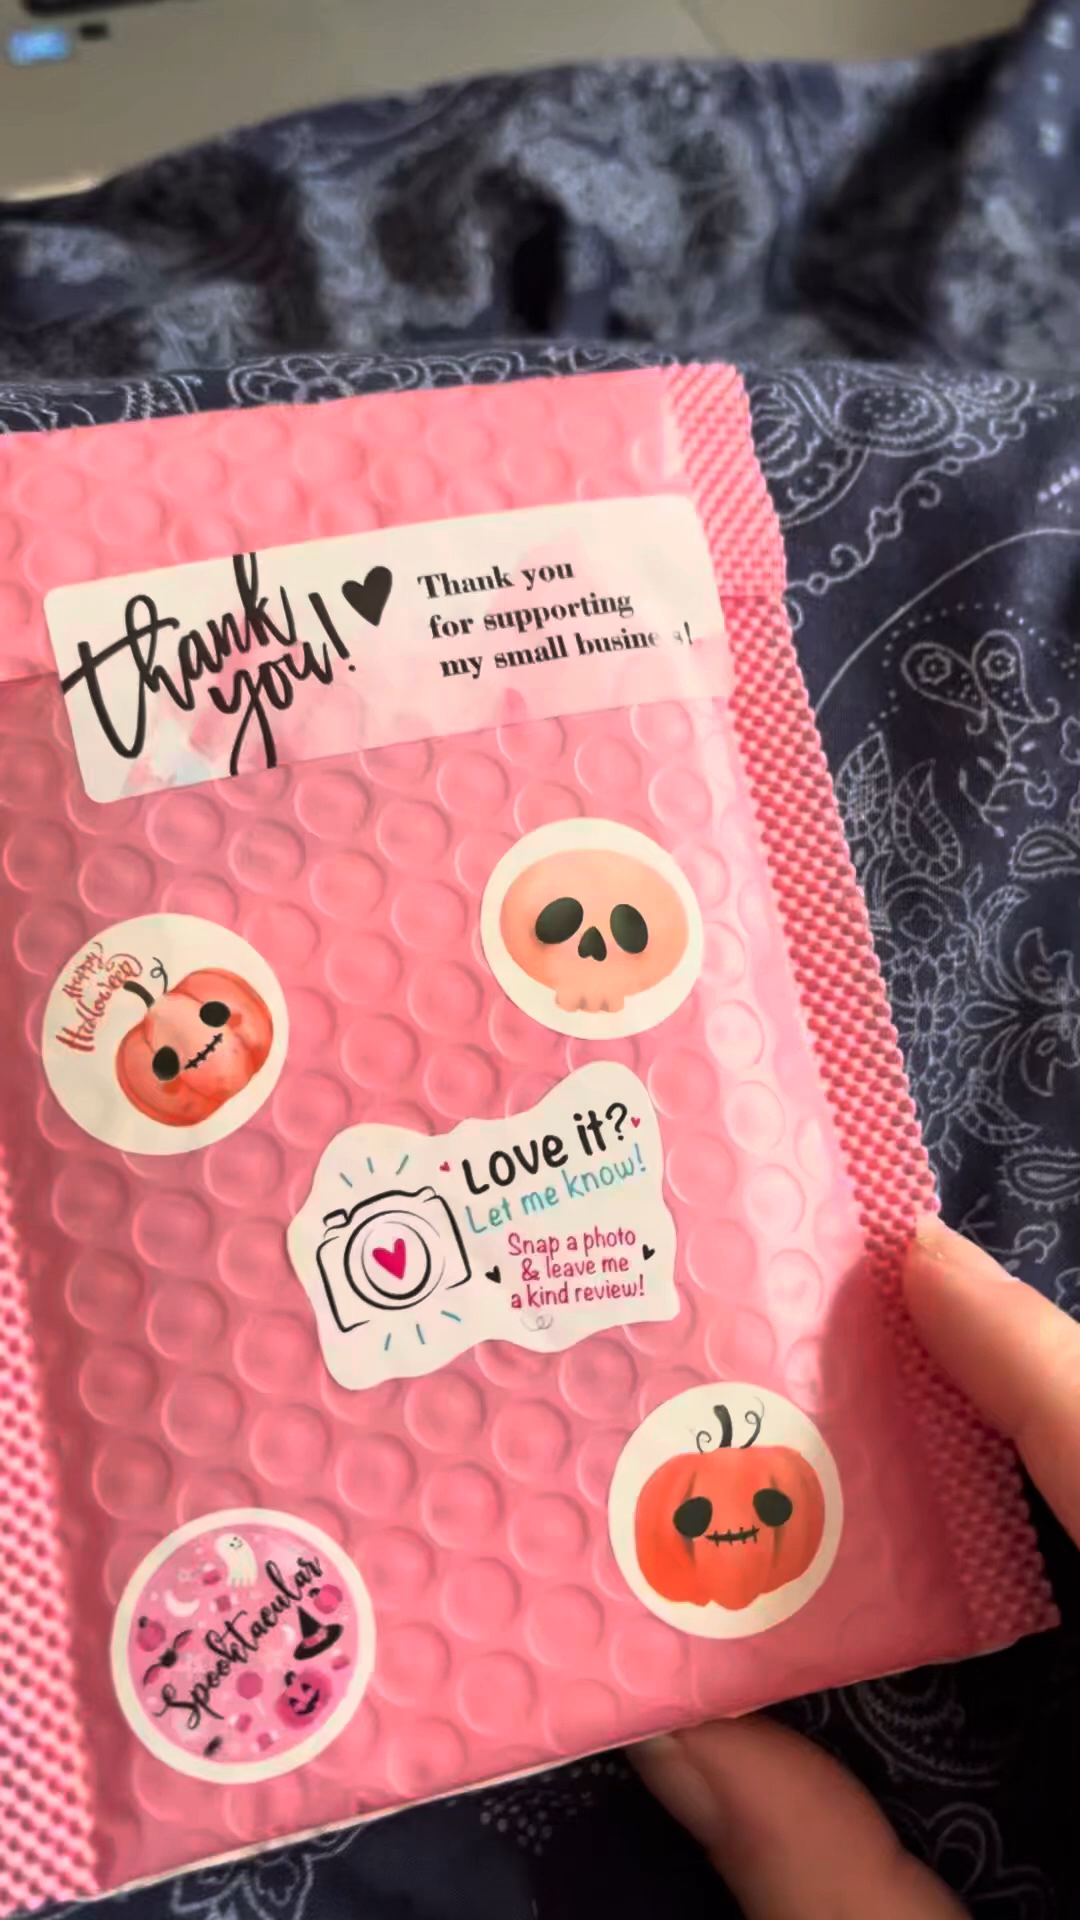 thank
you!
Thank you
for supporting
my small business!
Happy
Halloween
Love it?
Let me know!
Snap a photo
& leave me
a kind review!
Spooktacular